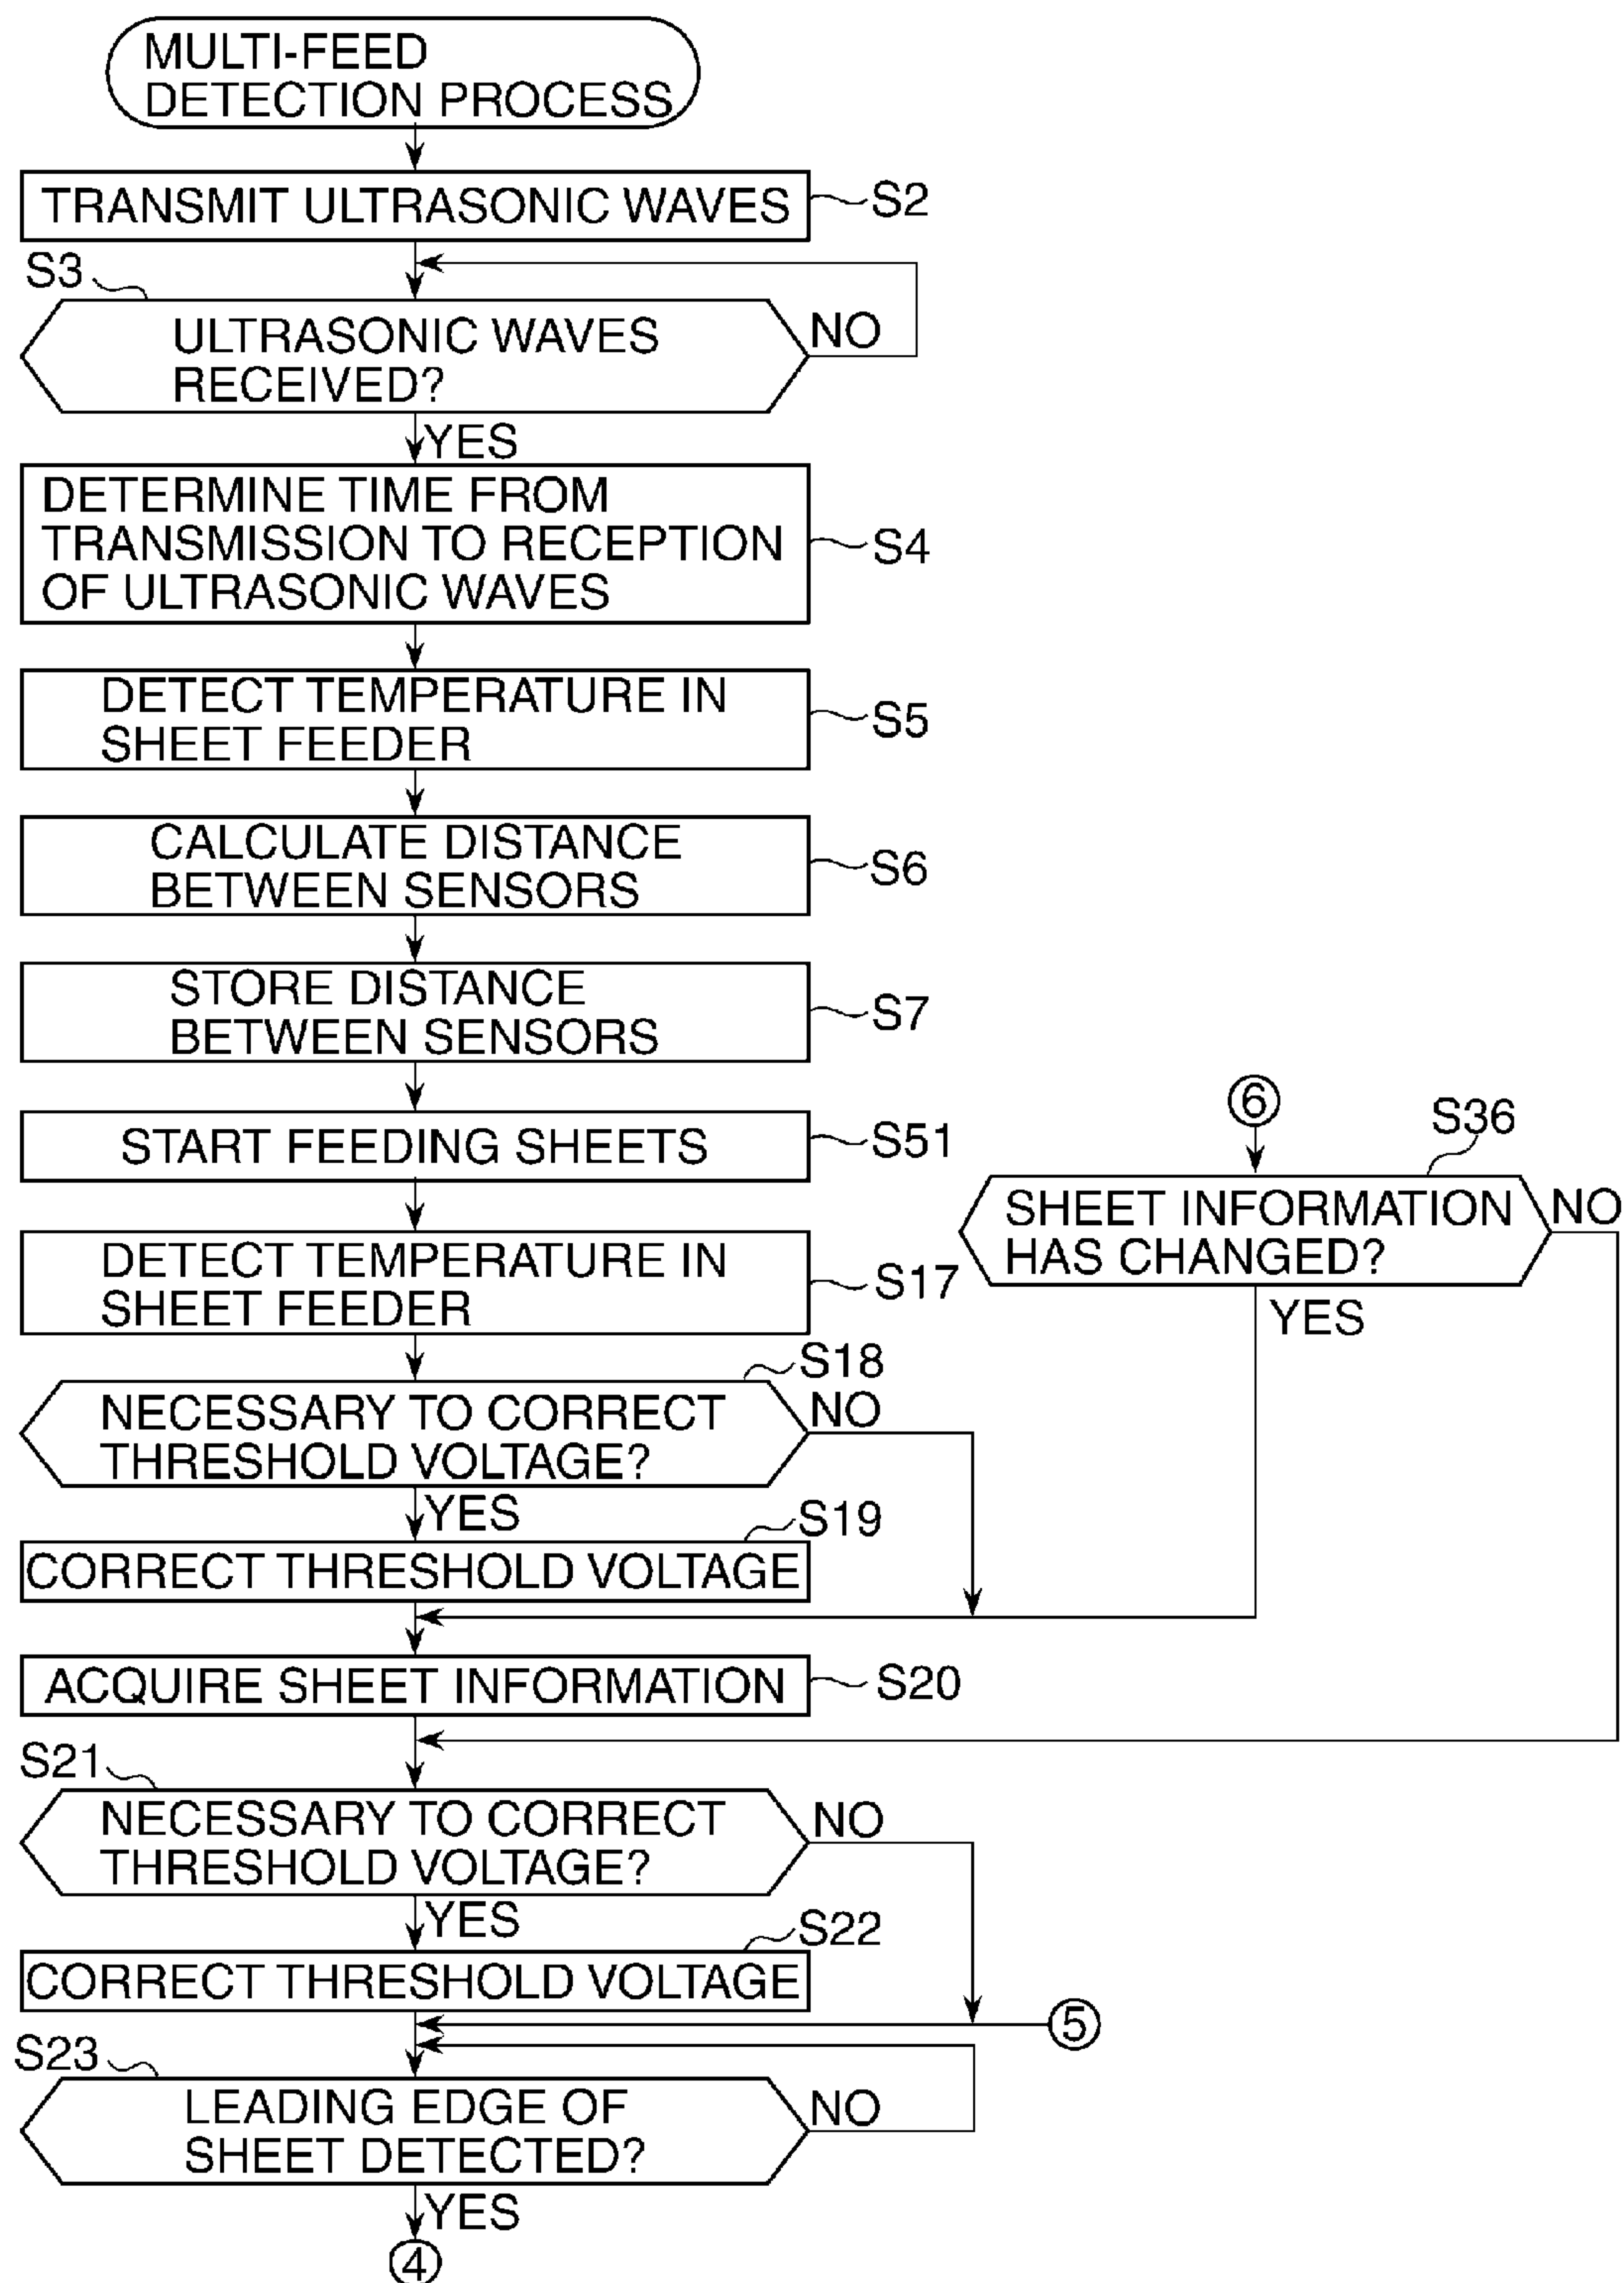 MULTI-FEED
DETECTION PROCESS
TRANSMIT ULTRASONIC WAVES
S2
S3
ULTRASONIC WAVES
RECEIVED?
NO
YES
DETERMINE TIME FROM
TRANSMISSION TO RECEPTION
OF ULTRASONIC WAVES
S4
DETECT TEMPERATURE IN
SHEET FEEDER
S5
CALCULATE DISTANCE
BETWEEN SENSORS
S6
STORE DISTANCE
BETWEEN SENSORS
S7
START FEEDING SHEETS
S51
6
S36
SHEET INFORMATION
HAS CHANGED?
NO
YES
DETECT TEMPERATURE IN
SHEET FEEDER
S17
S18
NECESSARY TO CORRECT
THRESHOLD VOLTAGE?
NO
YES
S19
CORRECT THRESHOLD VOLTAGE
ACQUIRE SHEET INFORMATION
S20
S21
NECESSARY TO CORRECT
THRESHOLD VOLTAGE?
NO
YES
S22
CORRECT THRESHOLD VOLTAGE
5
S23
LEADING EDGE OF
SHEET DETECTED?
NO
YES
4